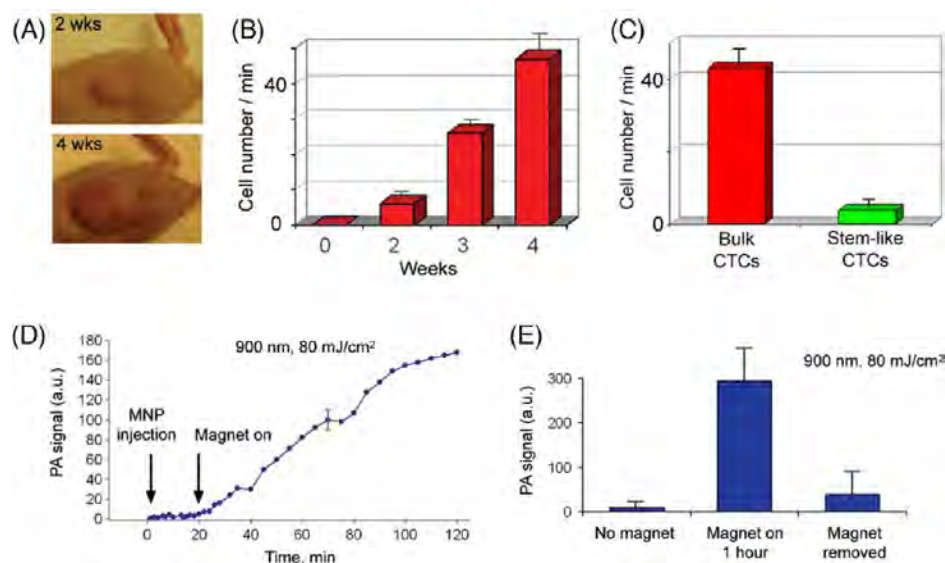 (A)
2 wks
4 wks
(B)
Cell number / min
40
0
0 2 3 4
Weeks
(C)
Cell number / min
40
0
Bulk
CTCs
Stem-like
CTCs
(D)
900 nm, 80 mJ/cm²
PA signal (a.u.)
180
160
140
120
100
80
60
40
20
0
MNP
injection
Magnet on
0 20 40 60 80 100 120
Time, min
(E)
900 nm, 80 mJ/cm²
PA signal (a.u.)
300
200
100
0
No magnet
Magnet on
1 hour
Magnet
removed